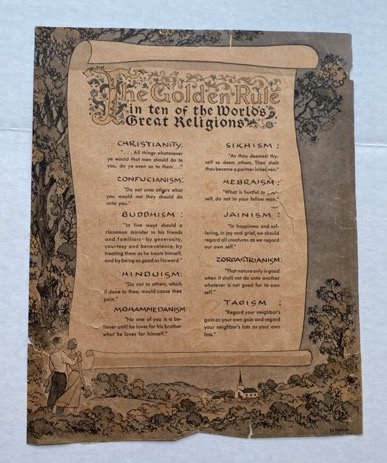 The Golden Rule
in ten of the World's
Great Religions
CHRISTIANITY:
"... All things whatsoever
ye would that men should do to
you, do ye even so to them ..."
CONFUCIANISM:
"Do not unto others what
you would not they should do
unto you."
BUDDHISM:
"In five ways should a
clansman minister to his friends
and familiars—by generosity,
courtesy and benevolence, by
treating them as he treats himself,
and by being as good as his word."
HINDUISM:
"Do not to others, which
if done to thee, would cause thee
pain."
MOHAMMEDANISM:
"No one of you is a be-
liever until he loves for his brother
what he loves for himself."
SIKHISM:
"As thou deemest thy-
self so deem others. Then shalt
thou become a partner in heaven."
HEBRAISM:
"What is hurtful to
self, do not to your fellow man."
JAINISM:
"In happiness and suf-
fering, in joy and grief, we should
regard all creatures as we regard
our own self."
ZOROASTRIANISM:
"That nature only is good
when it shall not do unto another
whatever is not good for its own
self."
TAOISM:
"Regard your neighbor's
gain as your own gain and regard
your neighbor's loss as your own
loss."